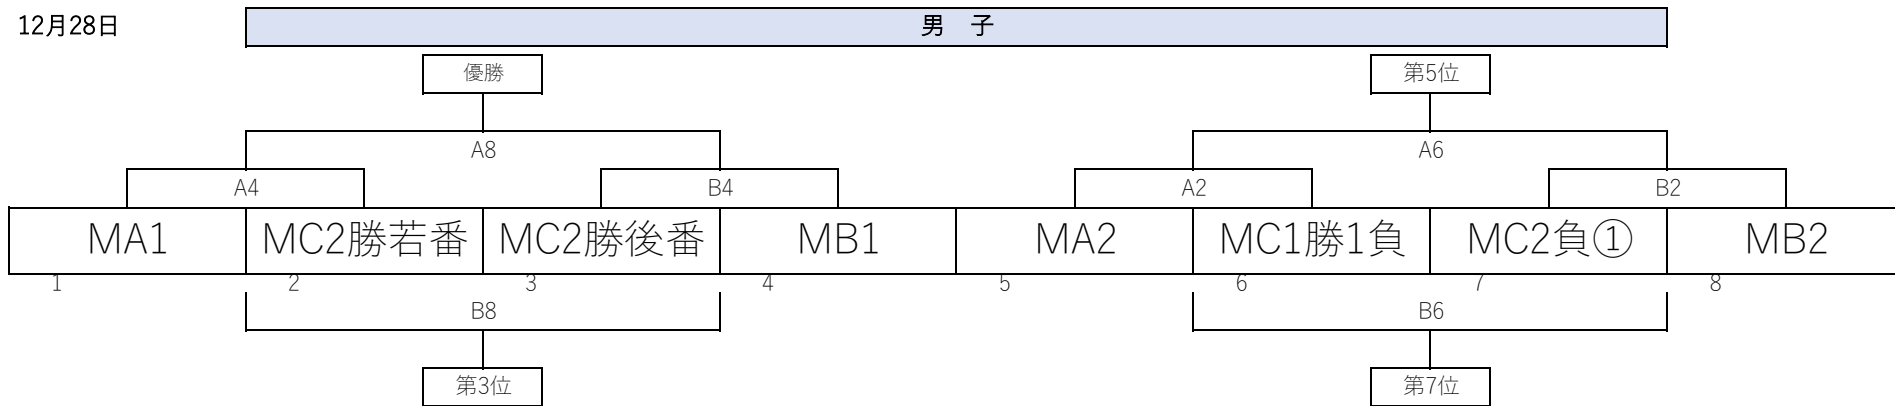 12月28日
男 子
優勝
第5位
A8
A6
A4
B4
A2
B2
MA1
MC2勝若番
MC2勝後番
MB1
MA2
MC1勝1負
MC2負①
MB2
1
2
3
4
5
6
7
8
B8
B6
第3位
第7位